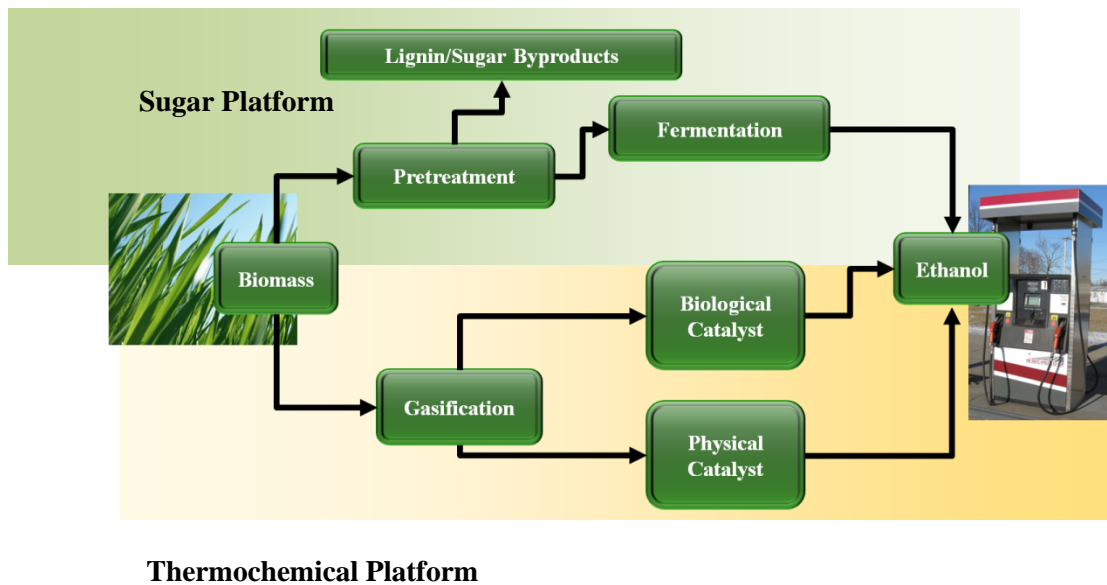 Lignin/Sugar Byproducts
Sugar Platform
Fermentation
Pretreatment
Biomass
Ethanol
Biological
Catalyst
Gasification
Physical
Catalyst
Thermochemical Platform